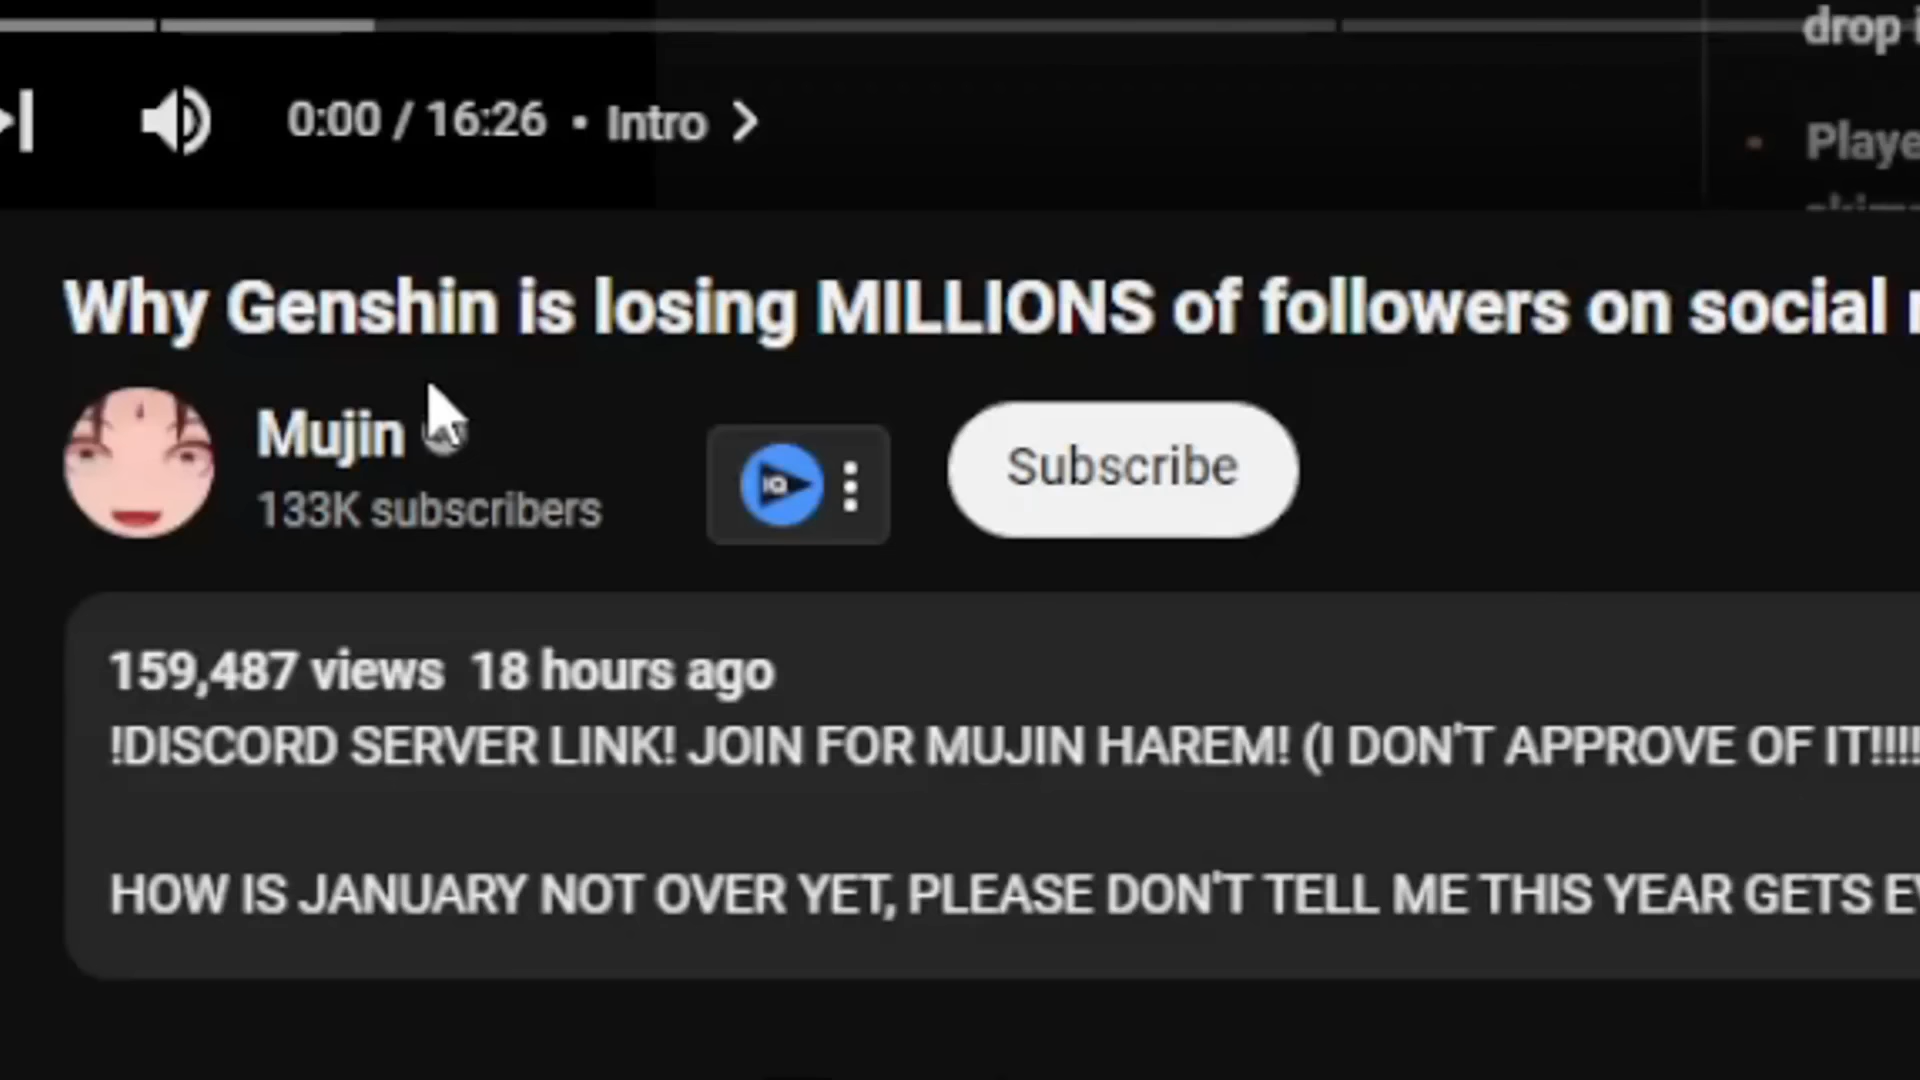 drop
0:00 / 16:26 • Intro
Playe
Why Genshin is losing MILLIONS of followers on social
Mujin
133K subscribers
IQ
Subscribe
159,487 views 18 hours ago
!DISCORD SERVER LINK! JOIN FOR MUJIN HAREM! (I DON'T APPROVE OF IT!!!!
HOW IS JANUARY NOT OVER YET, PLEASE DON'T TELL ME THIS YEAR GETS